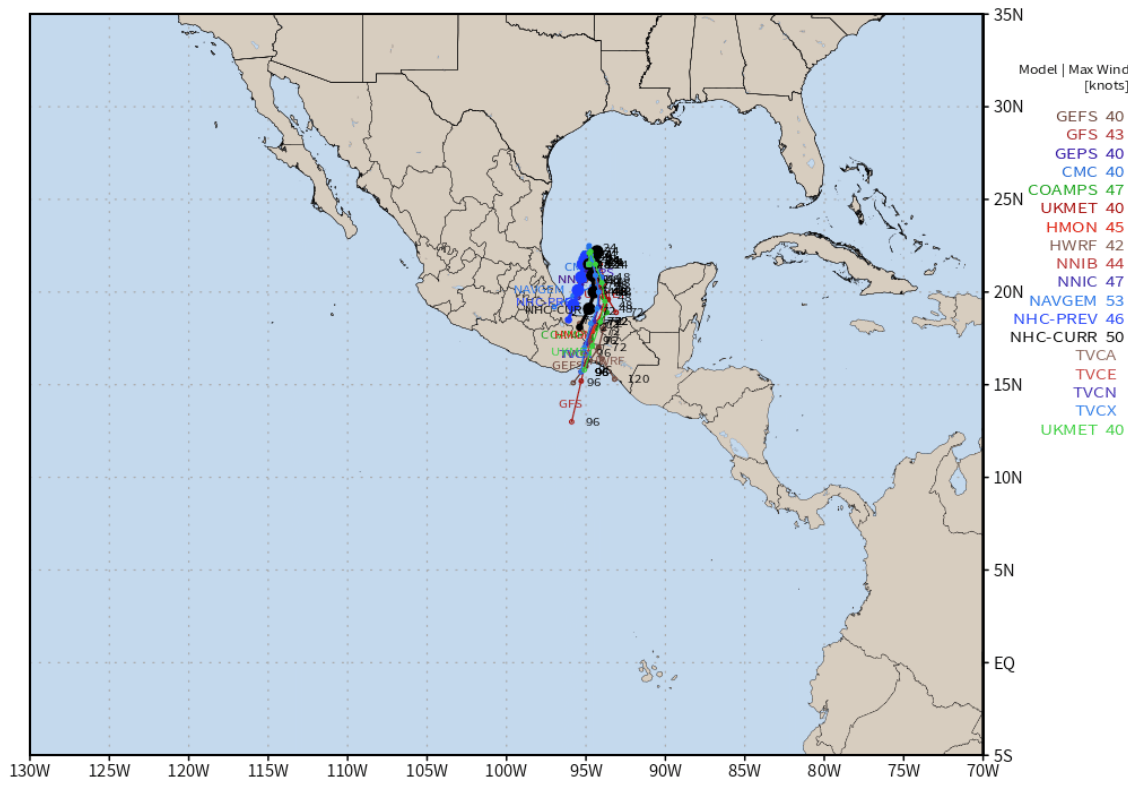 35N
30N
25N
20N
15N
10N
5N
EQ
5S
130W
125W
120W
115W
110W
105W
100W
95W
90W
85W
80W
75W
70W
Model | Max Wind
[knots]
GEFS 40
GFS 43
GEPS 40
CMC 40
COAMPS 47
UKMET 40
HMON 45
HWRF 42
NNIB 44
NNIC 47
NAVGEM 53
NHC-PREV 46
NHC-CURR 50
TVCA
TVCE
TVCN
TVCX
UKMET 40
NAVGEM
NHC-CURR
GEFS
GFS
72
96
120
96